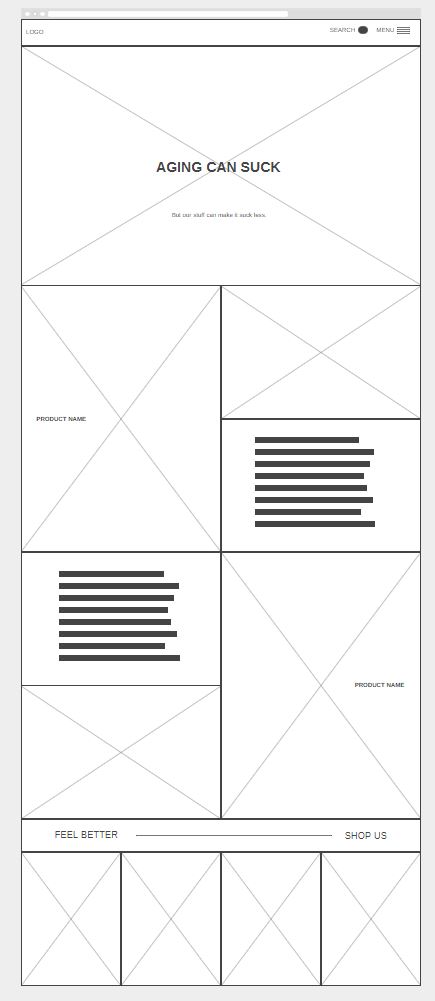 LOGO
SEARCH
MENU
AGING CAN SUCK
But our stuff can make it suck less.
PRODUCT NAME
PRODUCT NAME
FEEL BETTER
SHOP US